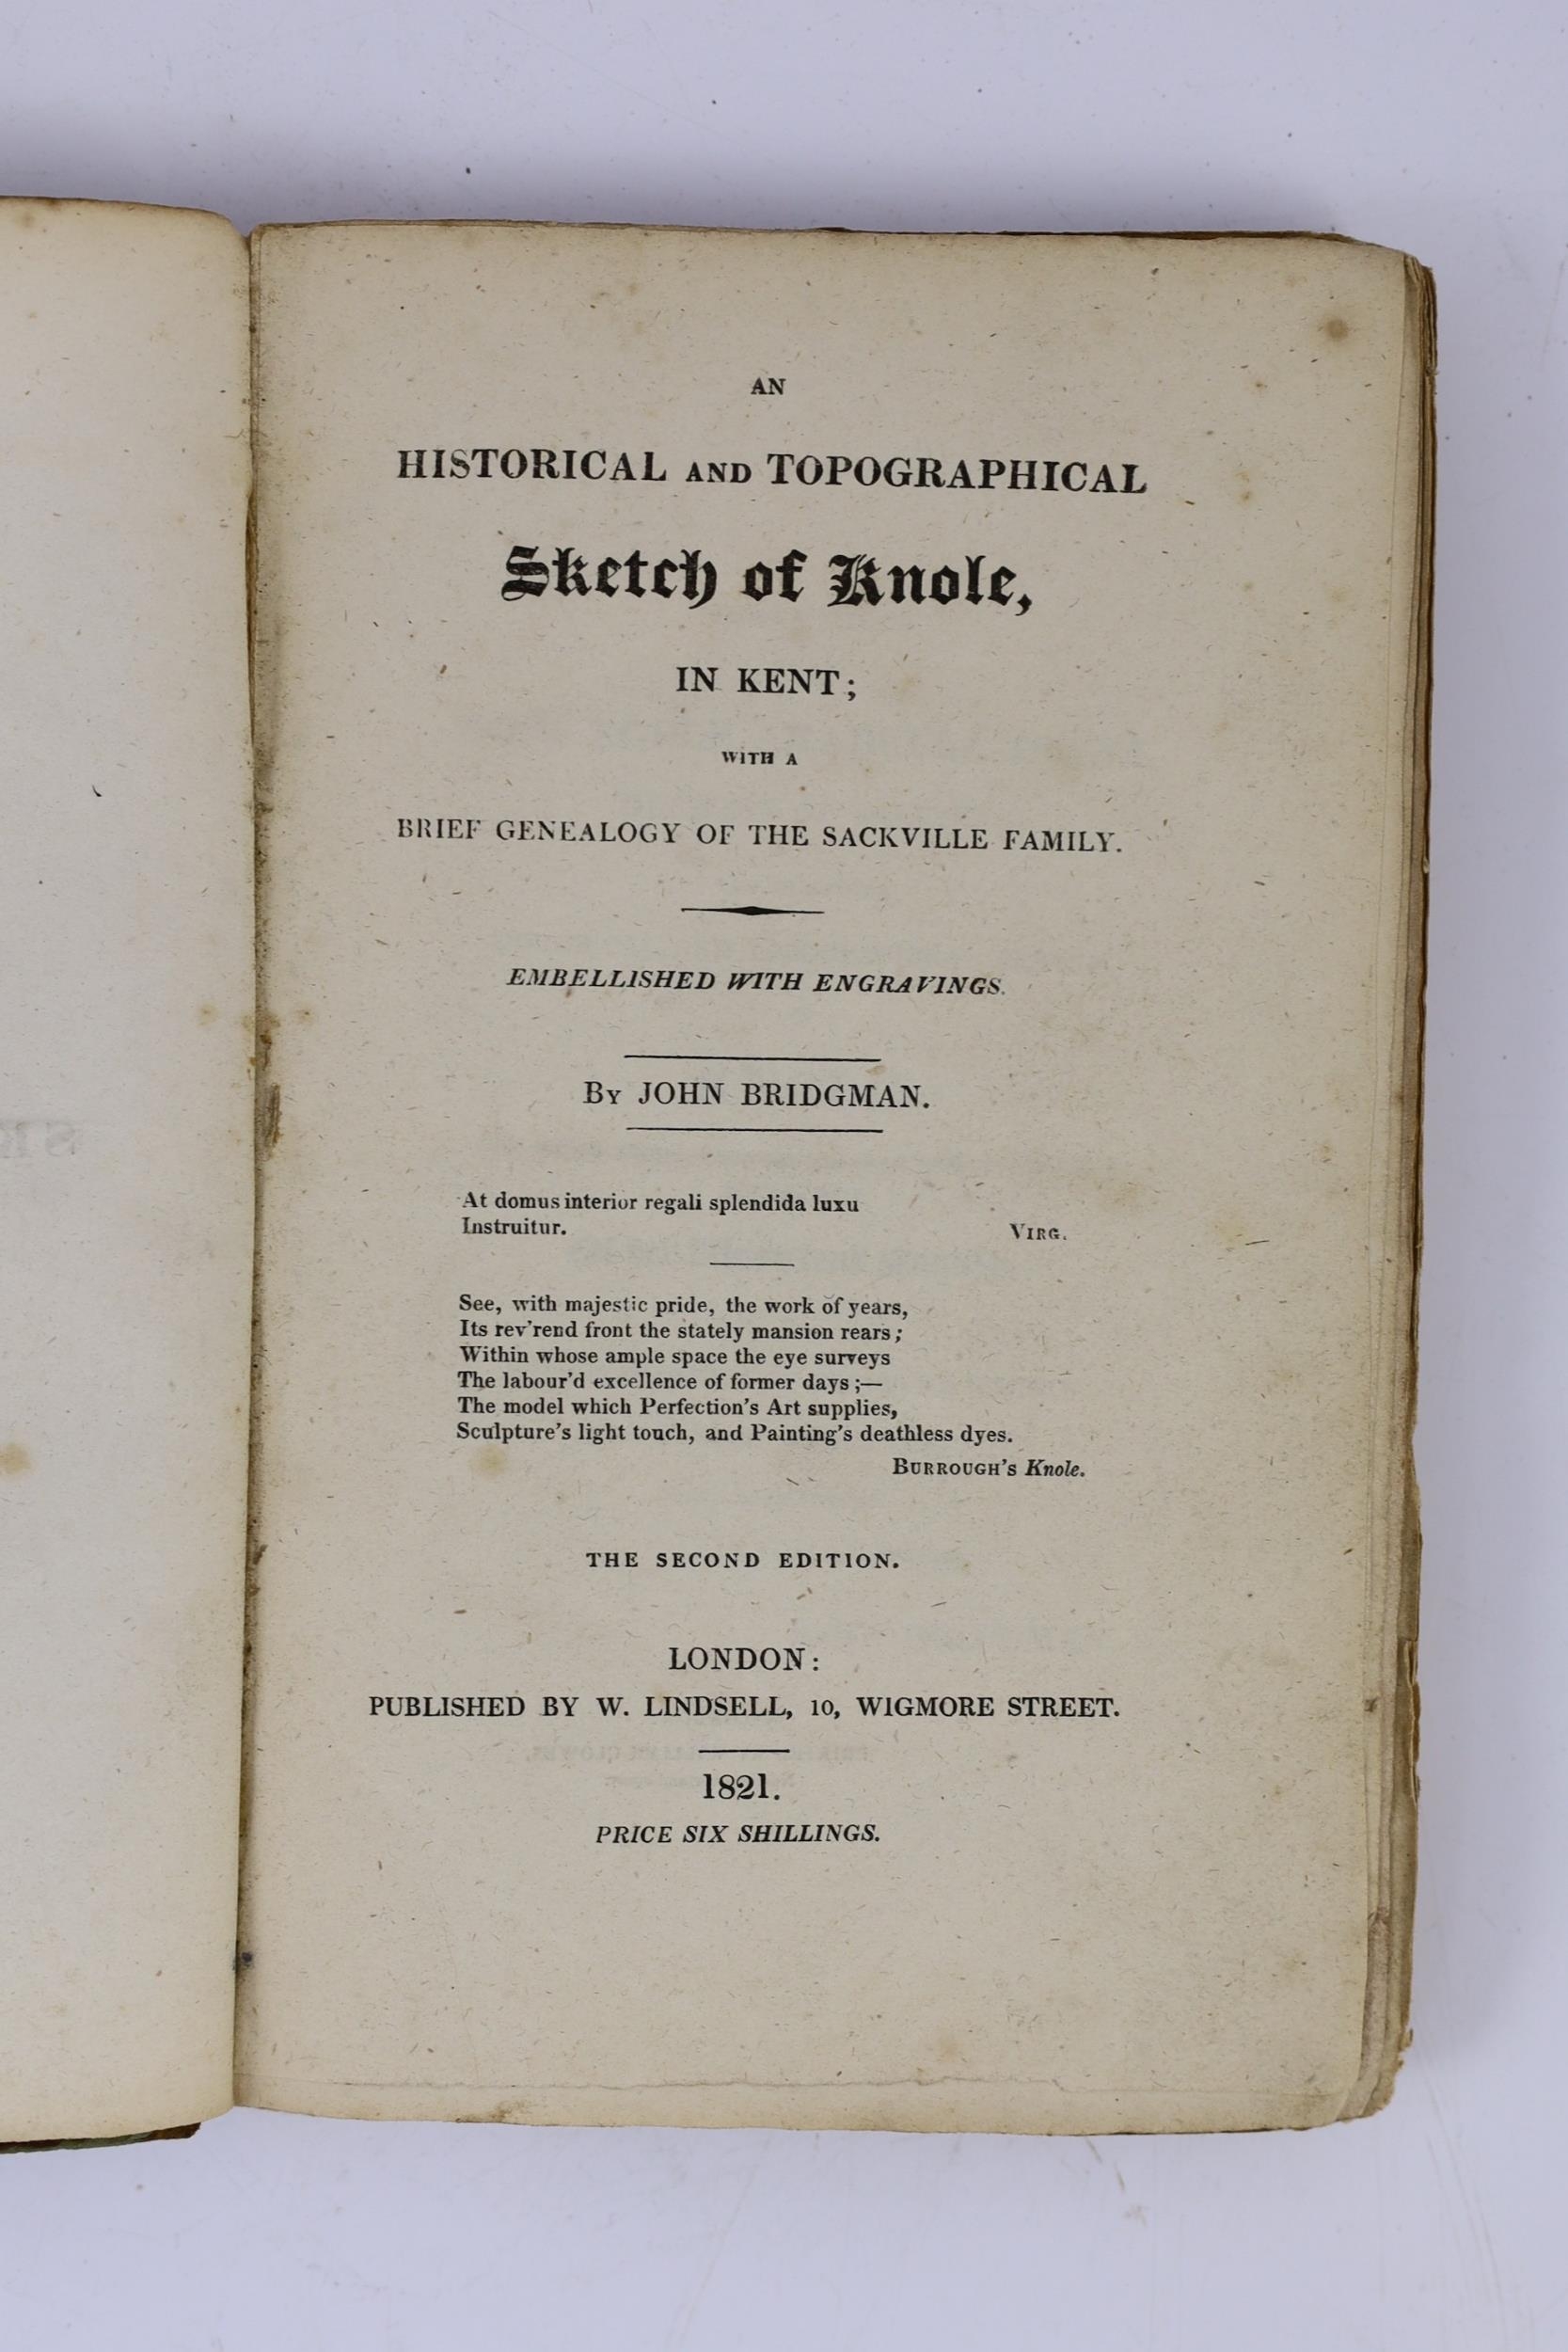 AN
HISTORICAL AND TOPOGRAPHICAL
Sketch of Knole,
IN KENT;
WITH A
BRIEF GENEALOGY OF THE SACKVILLE FAMILY.
EMBELLISHED WITH ENGRAVINGS.
By JOHN BRIDGMAN.
At domus interior regali splendida luxu
Instruitur. VIRG.
See, with majestic pride, the work of years,
Its rev'rend front the stately mansion rears;
Within whose ample space the eye surveys
The labour'd excellence of former days;—
The model which Perfection's Art supplies,
Sculpture's light touch, and Painting's deathless dyes.
BURROUGH'S Knole.
THE SECOND EDITION.
LONDON:
PUBLISHED BY W. LINDSELL, 10, WIGMORE STREET.
1821.
PRICE SIX SHILLINGS.